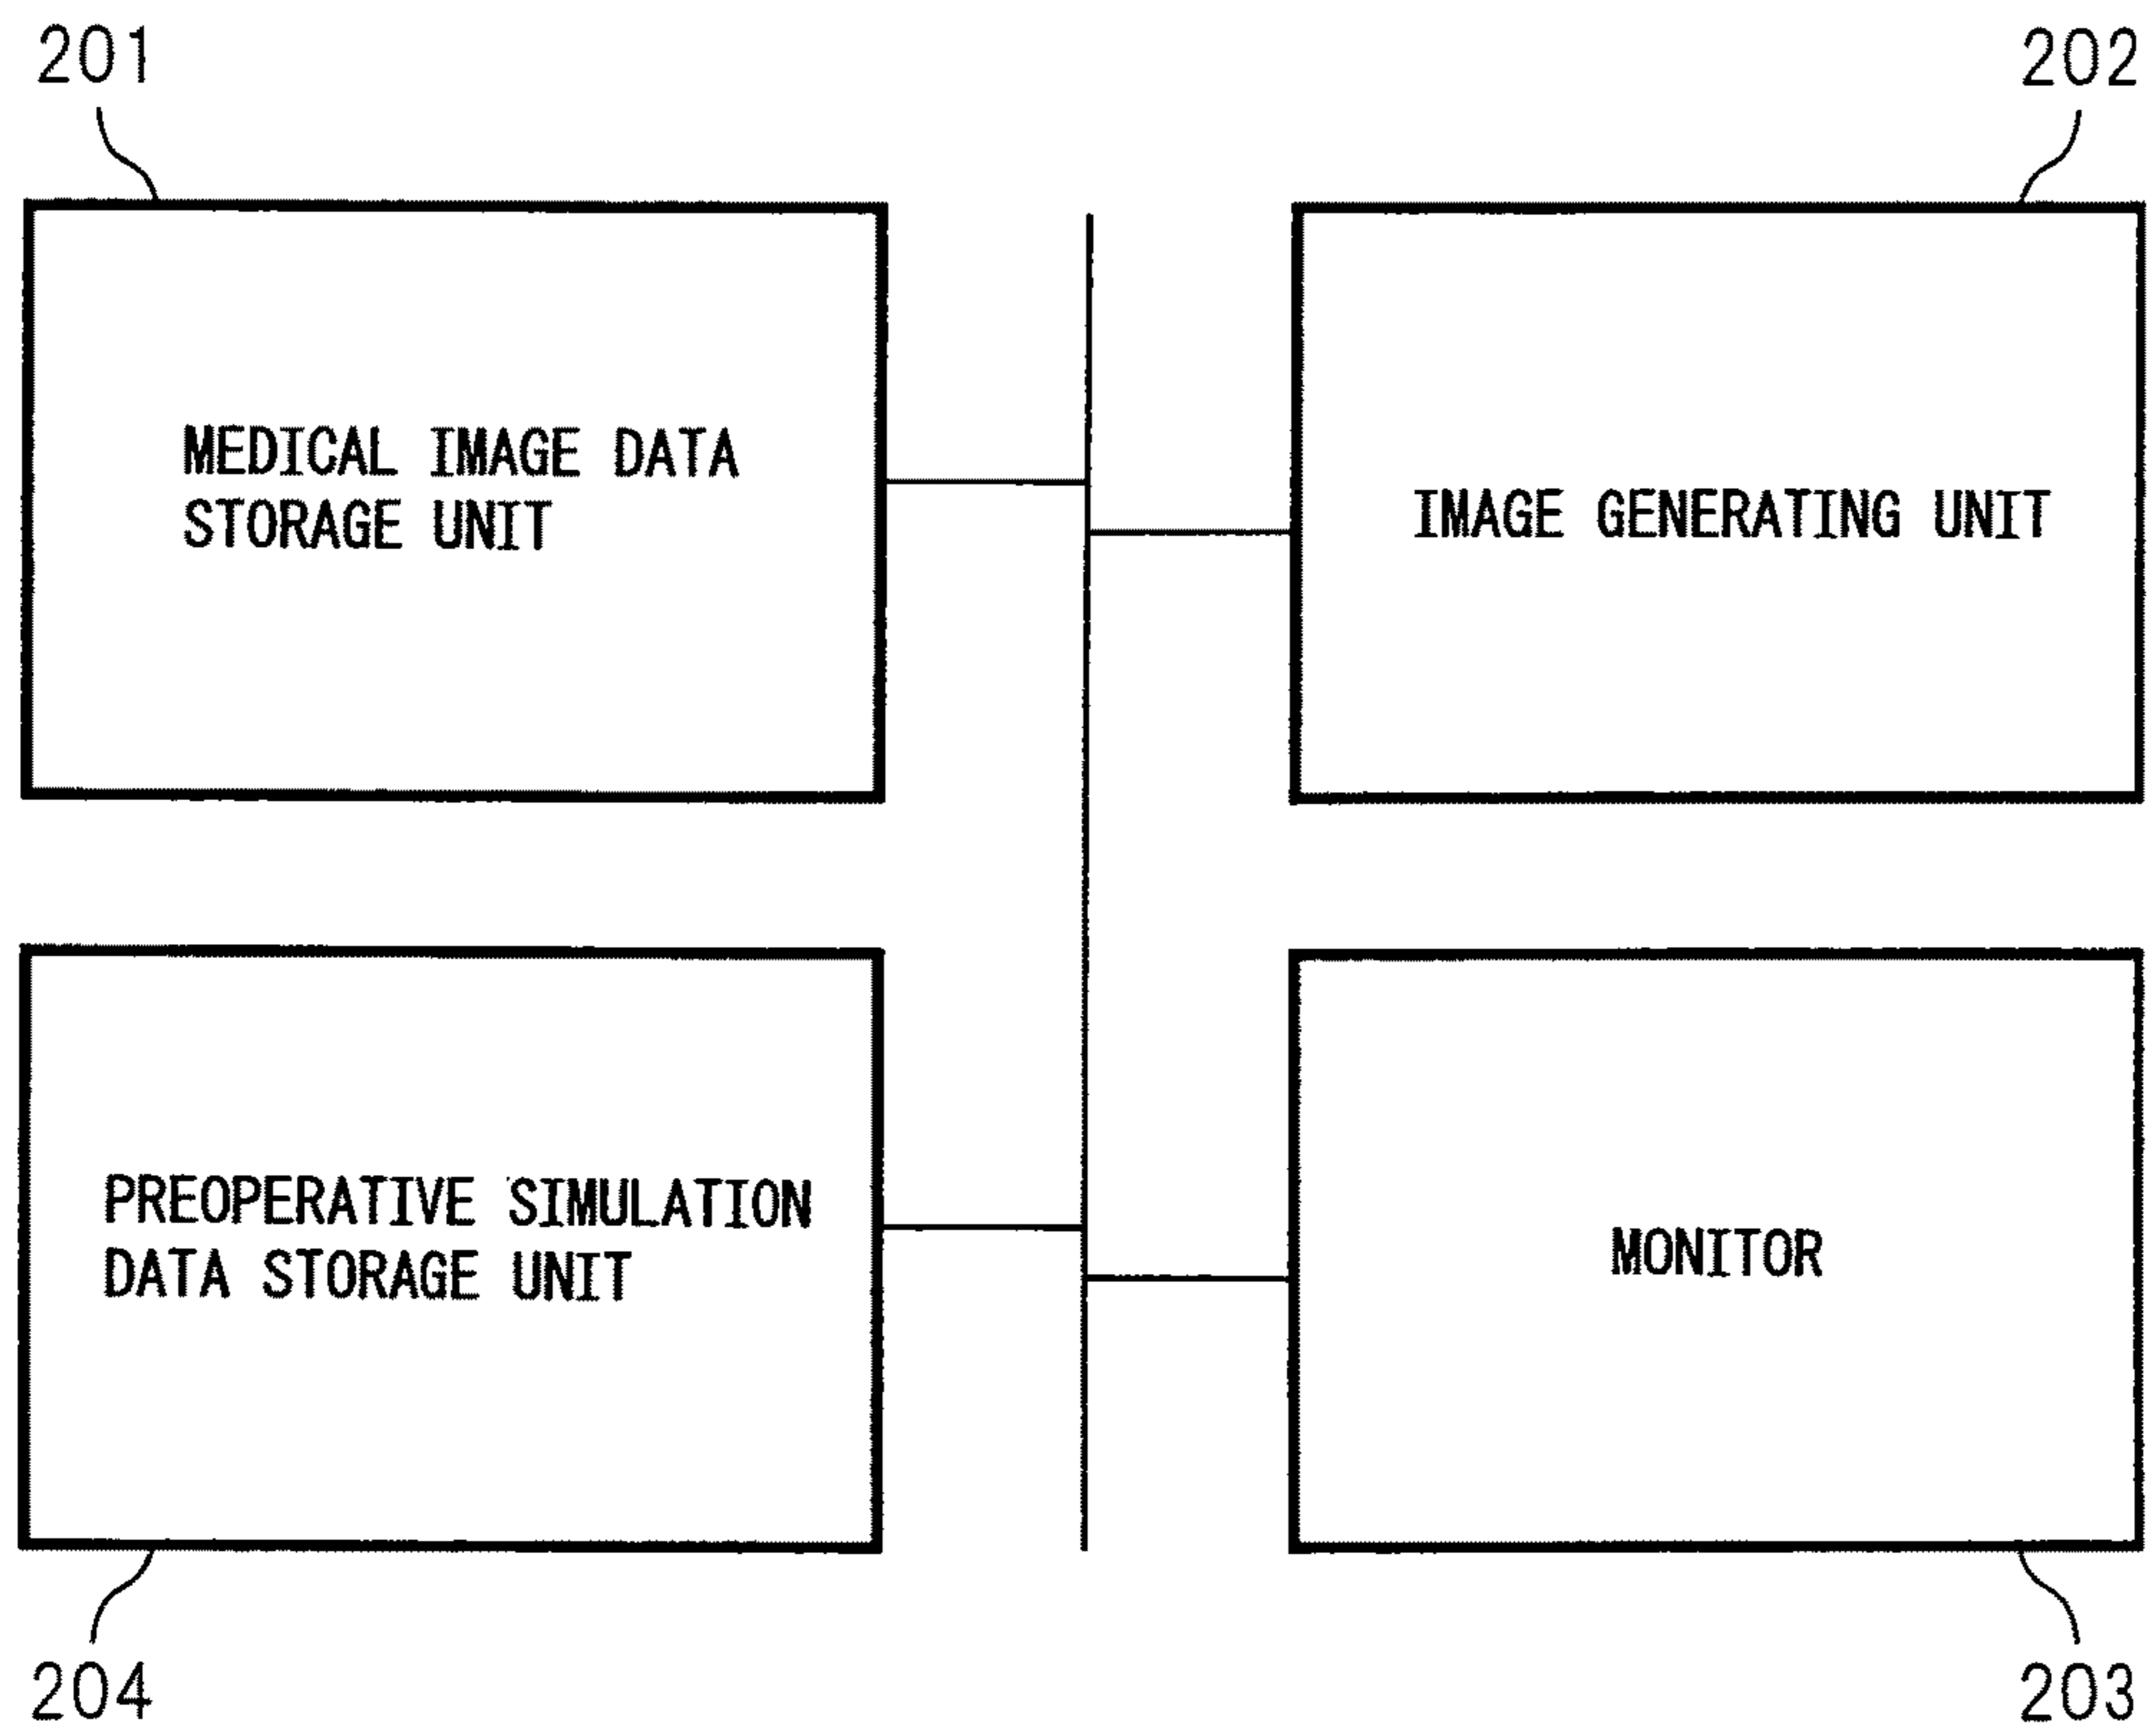 201
202
MEDICAL IMAGE DATA
STORAGE UNIT
IMAGE GENERATING UNIT
PREOPERATIVE SIMULATION
DATA STORAGE UNIT
MONITOR
204
203